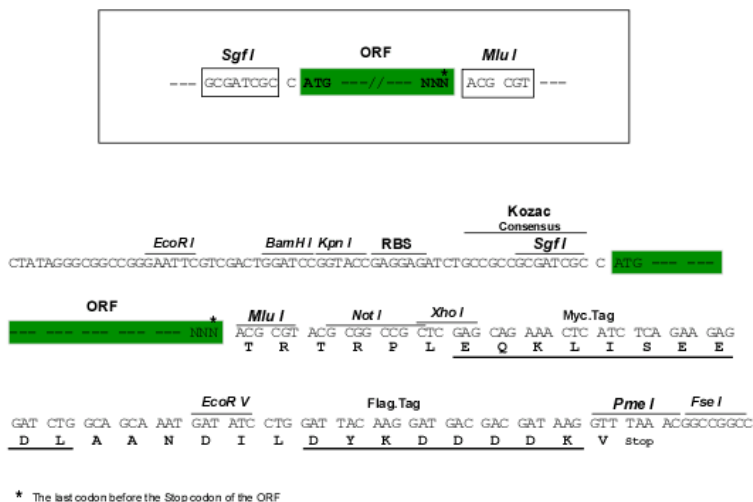 Sgf I ORF Mlu I
*
--- GCGATCGC C ATG ---//--- NNN ACG CGT ---
Kozac
Consensus
EcoR I BamH I Kpn I RBS Sgf I
CTATAGGGCGGCCGGGAATTCGTCGACTGGATCCGGTACCGAGGAGATCTGCCGCCGCGATCGC C ATG --- ---
ORF
* Mlu I Not I Xho I Myc.Tag
--- --- --- --- --- --- NNN ACG CGT ACG CGG CCG CTC GAG CAG AAA CTC ATC TCA GAA GAG
T R T R P L E Q K L I S E E
EcoR V Flag.Tag Pme I Fse I
GAT CTG GCA GCA AAT GAT ATC CTG GAT TAC AAG GAT GAC GAC GAT AAG GTT TAA ACGGCCGGCC
D L A A N D I L D Y K D D D D K V Stop
* The last codon before the Stop codon of the ORF